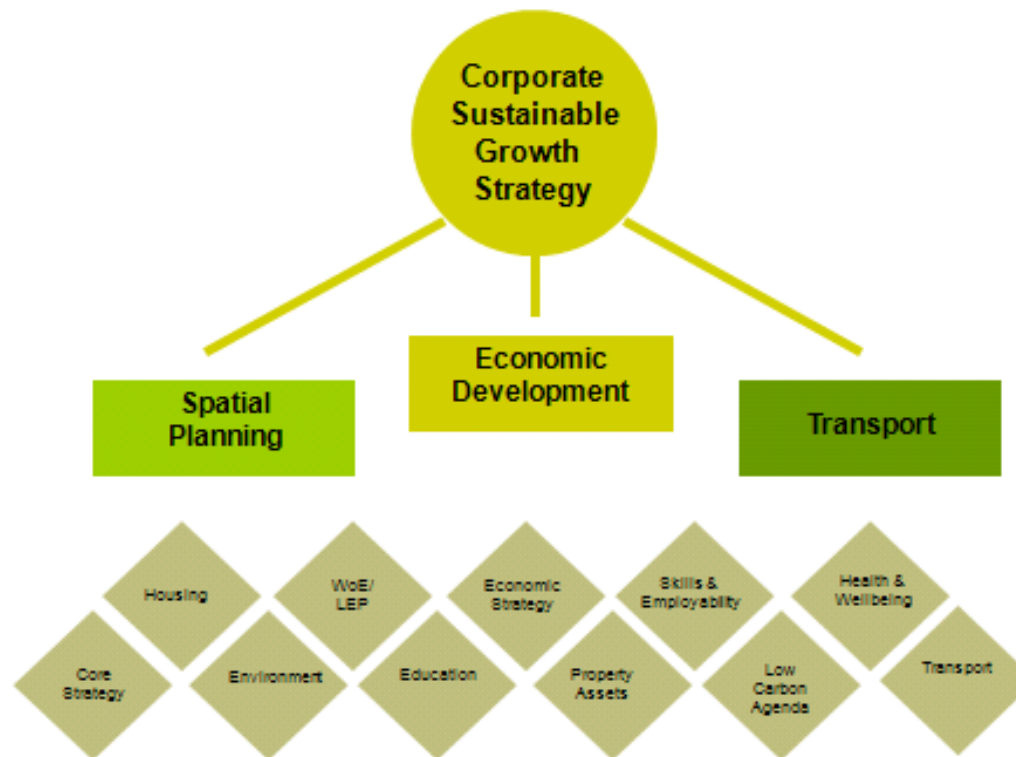 Corporate
Sustainable
Growth
Strategy
Spatial
Planning
Economic
Development
Transport
Housing
WoE/
LEP
Economic
Strategy
Skills &
Employability
Health &
Wellbeing
Core
Strategy
Environment
Education
Property
Assets
Low
Carbon
Agenda
Transport